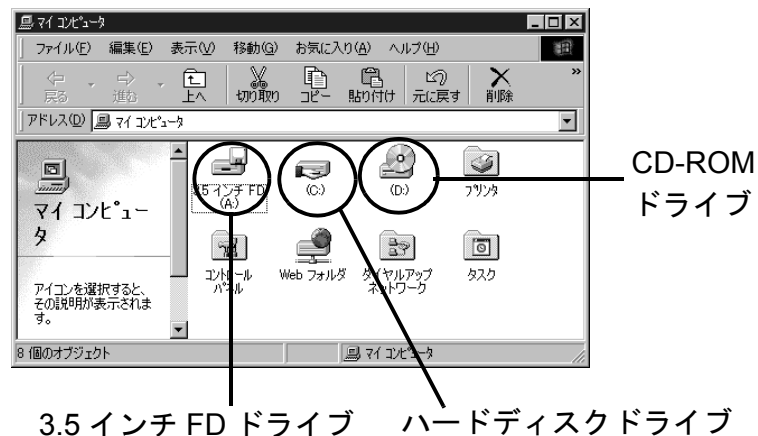 マイ コンピュータ
ファイル(F) 編集(E) 表示(V) 移動(G) お気に入り(A) ヘルプ(H)
戻る 進む 上へ 切り取り コピー 貼り付け 元に戻す 削除 »
アドレス(D) マイ コンピュータ
マイ コンピュー
タ
アイコンを選択すると、
その説明が表示されま
す。
3.5 インチ FD
(A:)
(C:)
(D:)
プリンタ
コントロール
パネル
Web フォルダ
ダイヤルアップ
ネットワーク
タスク
8 個のオブジェクト
マイ コンピュータ
CD-ROM
ドライブ
3.5 インチ FD ドライブ
ハードディスクドライブ